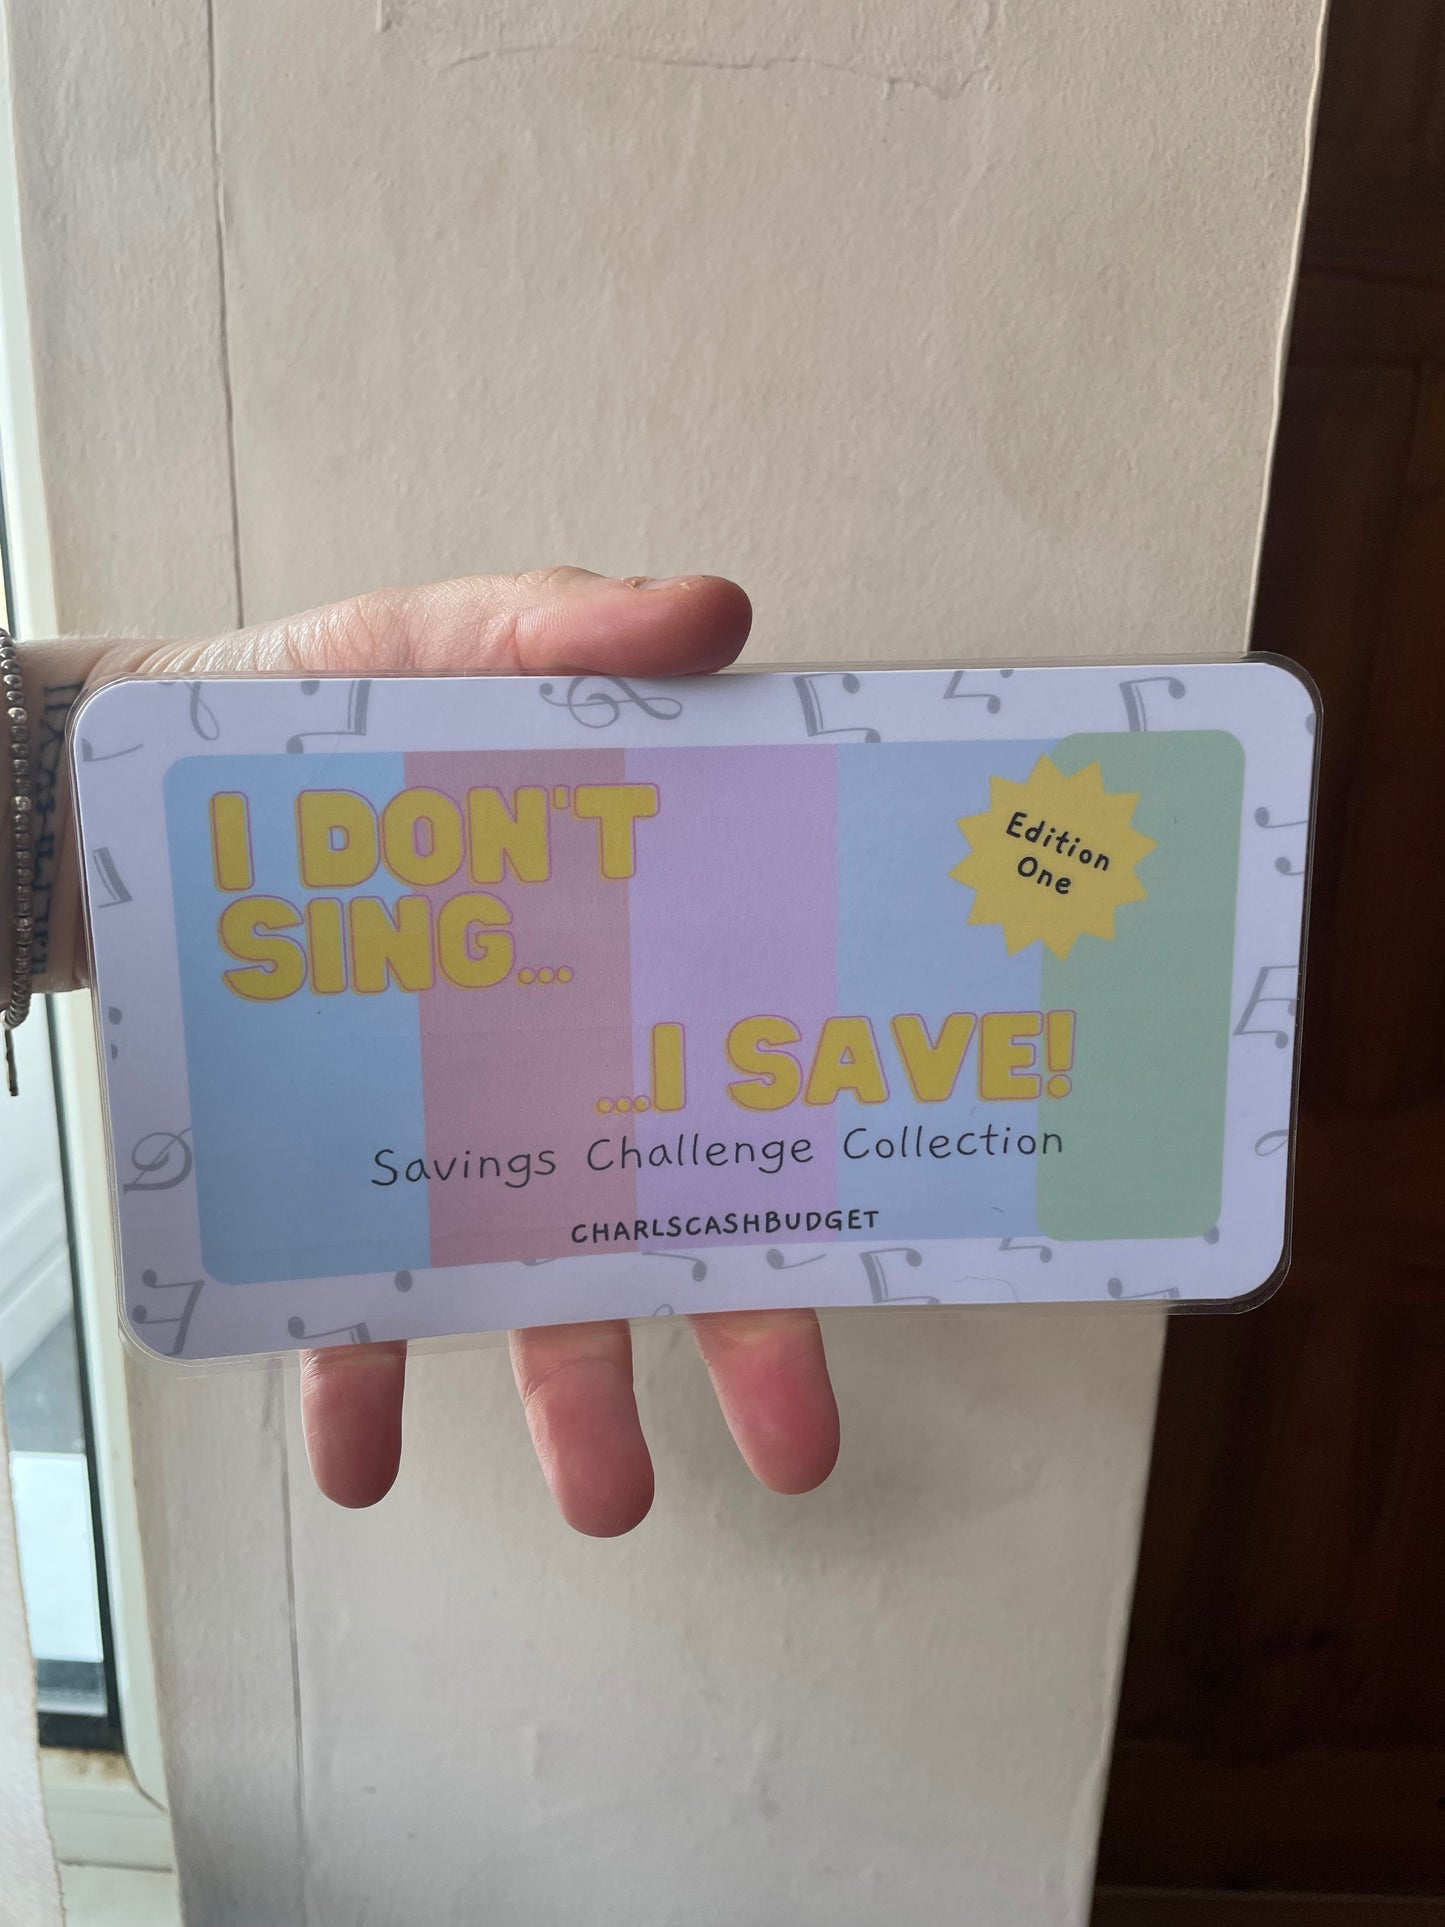 I DON'T
SING...
Edition
One
...I SAVE!
Savings Challenge Collection
CHARLSCASHBUDGET